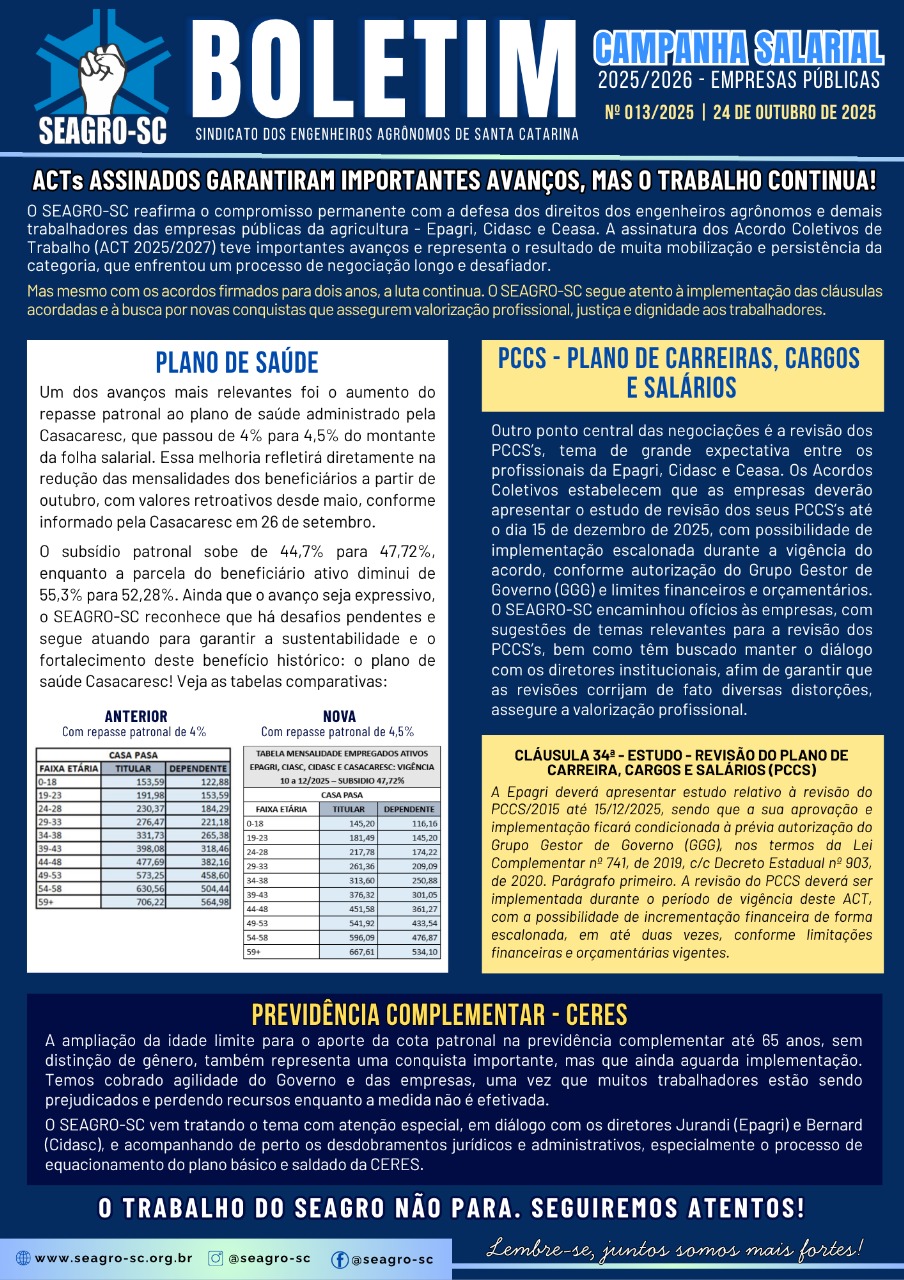 SEAGRO-SC
BOLETIM
SINDICATO DOS ENGENHEIROS AGRÔNOMOS DE SANTA CATARINA
CAMPANHA SALARIAL
2025/2026 - EMPRESAS PÚBLICAS
Nº 013/2025 | 24 DE OUTUBRO DE 2025
ACTs ASSINADOS GARANTIRAM IMPORTANTES AVANÇOS, MAS O TRABALHO CONTINUA!
O SEAGRO-SC reafirma o compromisso permanente com a defesa dos direitos dos engenheiros agrônomos e demais
trabalhadores das empresas públicas da agricultura - Epagri, Cidasc e Ceasa. A assinatura dos Acordo Coletivos de
Trabalho (ACT 2025/2027) teve importantes avanços e representa o resultado de muita mobilização e persistência da
categoria, que enfrentou um processo de negociação longo e desafiador.
Mas mesmo com os acordos firmados para dois anos, a luta continua. O SEAGRO-SC segue atento à implementação das cláusulas
acordadas e à busca por novas conquistas que assegurem valorização profissional, justiça e dignidade aos trabalhadores.
PLANO DE SAÚDE
Um dos avanços mais relevantes foi o aumento do
repasse patronal ao plano de saúde administrado pela
Casacaresc, que passou de 4% para 4,5% do montante
da folha salarial. Essa melhoria refletirá diretamente na
redução das mensalidades dos beneficiários a partir de
outubro, com valores retroativos desde maio, conforme
informado pela Casacaresc em 26 de setembro.
O subsídio patronal sobe de 44,7% para 47,72%,
enquanto a parcela do beneficiário ativo diminui de
55,3% para 52,28%. Ainda que o avanço seja expressivo,
o SEAGRO-SC reconhece que há desafios pendentes e
segue atuando para garantir a sustentabilidade e o
fortalecimento deste benefício histórico: o plano de
saúde Casacaresc! Veja as tabelas comparativas:
ANTERIOR
Com repasse patronal de 4%
CASA PASA
FAIXA ETÁRIA TITULAR DEPENDENTE
0-18 153,59 122,88
19-23 191,98 153,59
24-28 230,37 184,29
29-33 276,47 221,18
34-38 331,73 265,38
39-43 398,08 318,46
44-48 477,69 382,16
49-53 573,25 458,60
54-58 630,56 504,44
59+ 706,22 564,98
NOVA
Com repasse patronal de 4,5%
TABELA MENSALIDADE EMPREGADOS ATIVOS
EPAGRI, CIASC, CIDASC E CASACARESC: VIGÊNCIA
10 a 12/2025 – SUBSIDIO 47,72%
CASA PASA
FAIXA ETÁRIA TITULAR DEPENDENTE
0-18 145,20 116,16
19-23 181,49 145,20
24-28 217,78 174,22
29-33 261,36 209,09
34-38 313,60 250,88
39-43 376,32 301,05
44-48 451,58 361,27
49-53 541,92 433,54
54-58 596,09 476,87
59+ 667,61 534,10
PCCS - PLANO DE CARREIRAS, CARGOS
E SALÁRIOS
Outro ponto central das negociações é a revisão dos
PCCS's, tema de grande expectativa entre os
profissionais da Epagri, Cidasc e Ceasa. Os Acordos
Coletivos estabelecem que as empresas deverão
apresentar o estudo de revisão dos seus PCCS's até
o dia 15 de dezembro de 2025, com possibilidade de
implementação escalonada durante a vigência do
acordo, conforme autorização do Grupo Gestor de
Governo (GGG) e limites financeiros e orçamentários.
O SEAGRO-SC encaminhou ofícios às empresas, com
sugestões de temas relevantes para a revisão dos
PCCS's, bem como têm buscado manter o diálogo
com os diretores institucionais, afim de garantir que
as revisões corrijam de fato diversas distorções,
assegure a valorização profissional.
CLÁUSULA 34ª - ESTUDO - REVISÃO DO PLANO DE
CARREIRA, CARGOS E SALÁRIOS (PCCS)
A Epagri deverá apresentar estudo relativo à revisão do
PCCS/2015 até 15/12/2025, sendo que a sua aprovação e
implementação ficará condicionada à prévia autorização do
Grupo Gestor de Governo (GGG), nos termos da Lei
Complementar nº 741, de 2019, c/c Decreto Estadual nº 903,
de 2020. Parágrafo primeiro. A revisão do PCCS deverá ser
implementada durante o período de vigência deste ACT,
com a possibilidade de incrementação financeira de forma
escalonada, em até duas vezes, conforme limitações
financeiras e orçamentárias vigentes.
PREVIDÊNCIA COMPLEMENTAR - CERES
A ampliação da idade limite para o aporte da cota patronal na previdência complementar até 65 anos, sem
distinção de gênero, também representa uma conquista importante, mas que ainda aguarda implementação.
Temos cobrado agilidade do Governo e das empresas, uma vez que muitos trabalhadores estão sendo
prejudicados e perdendo recursos enquanto a medida não é efetivada.
O SEAGRO-SC vem tratando o tema com atenção especial, em diálogo com os diretores Jurandi (Epagri) e Bernard
(Cidasc), e acompanhando de perto os desdobramentos jurídicos e administrativos, especialmente o processo de
equacionamento do plano básico e saldado da CERES.
O TRABALHO DO SEAGRO NÃO PARA. SEGUIREMOS ATENTOS!
www.seagro-sc.org.br @seagro-sc @seagro-sc
Lembre-se, juntos somos mais fortes!